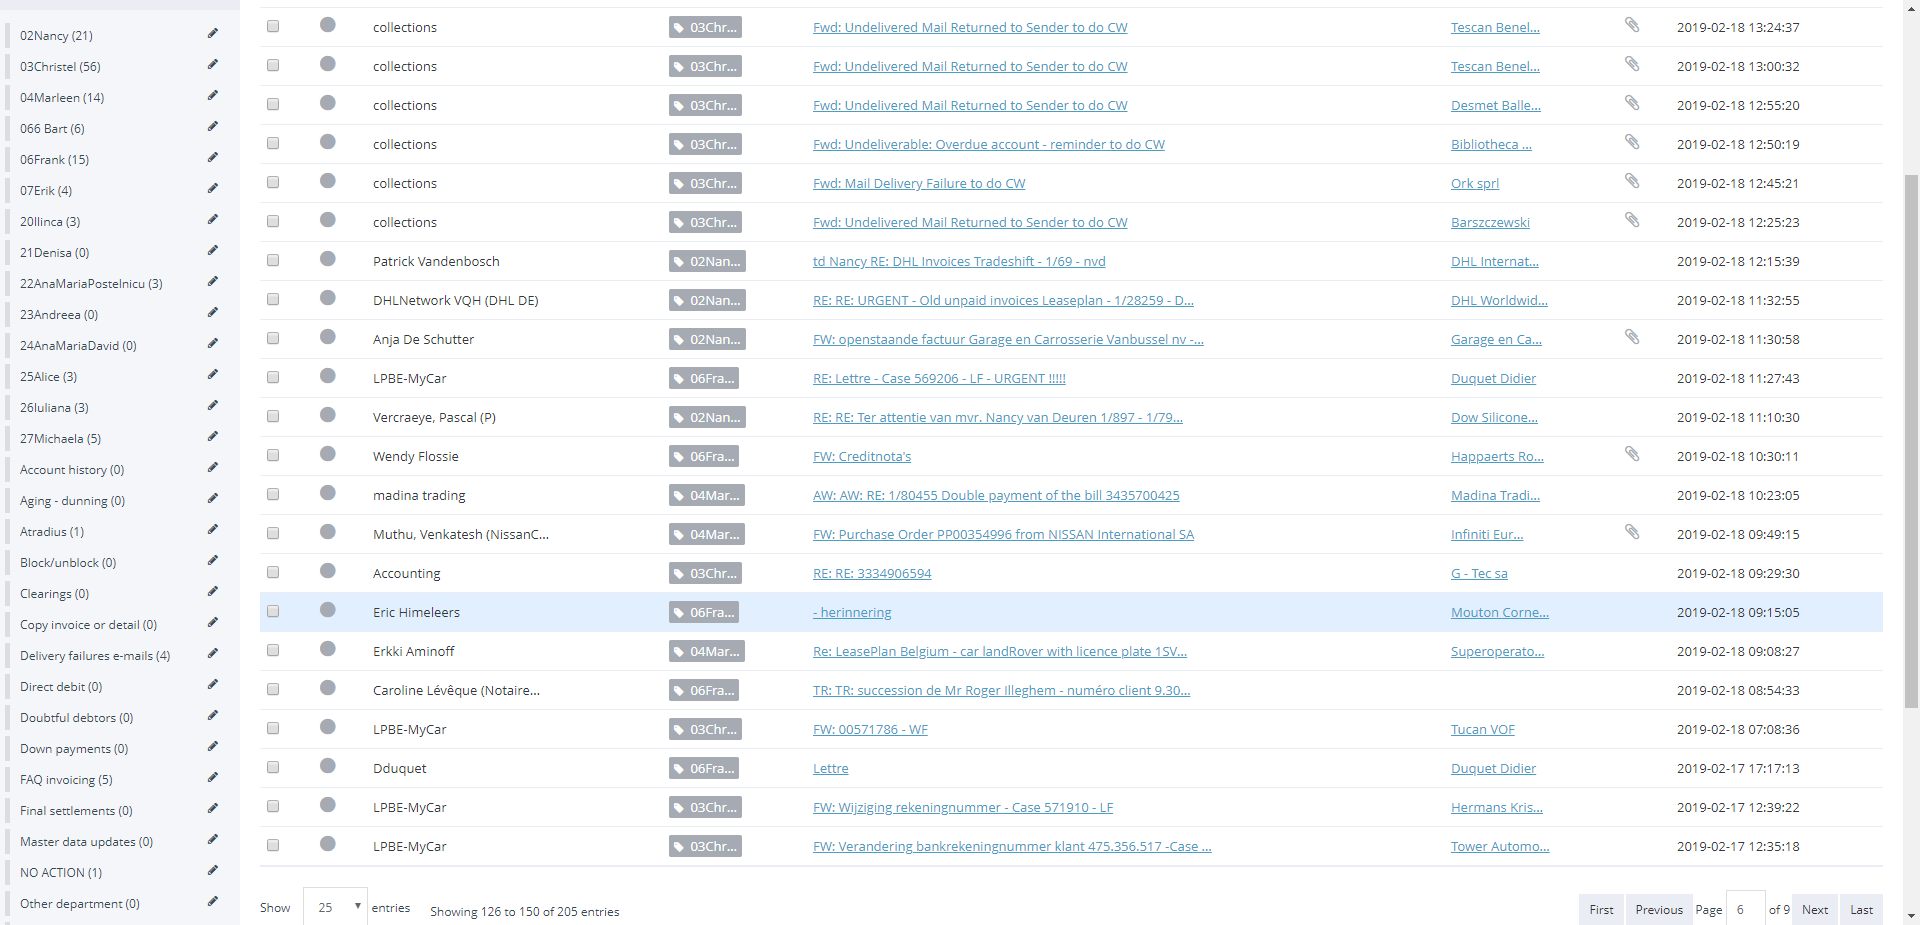 02Nancy (21)
03Christel (56)
04Marleen (14)
066 Bart (6)
06Frank (15)
07Erik (4)
20Ilinca (3)
21Denisa (0)
22AnaMariaPostelnicu (3)
23Andreea (0)
24AnaMariaDavid (0)
25Alice (3)
26Iuliana (3)
27Michaela (5)
Account history (0)
Aging - dunning (0)
Atradius (1)
Block/unblock (0)
Clearings (0)
Copy invoice or detail (0)
Delivery failures e-mails (4)
Direct debit (0)
Doubtful debtors (0)
Down payments (0)
FAQ invoicing (5)
Final settlements (0)
Master data updates (0)
NO ACTION (1)
Other department (0)
collections 03Chr... Fwd: Undelivered Mail Returned to Sender to do CW Tescan Benel... 2019-02-18 13:24:37
collections 03Chr... Fwd: Undelivered Mail Returned to Sender to do CW Tescan Benel... 2019-02-18 13:00:32
collections 03Chr... Fwd: Undelivered Mail Returned to Sender to do CW Desmet Balle... 2019-02-18 12:55:20
collections 03Chr... Fwd: Undeliverable: Overdue account - reminder to do CW Bibliotheca ... 2019-02-18 12:50:19
collections 03Chr... Fwd: Mail Delivery Failure to do CW Ork sprl 2019-02-18 12:45:21
collections 03Chr... Fwd: Undelivered Mail Returned to Sender to do CW Barszczewski 2019-02-18 12:25:23
Patrick Vandenbosch 02Nan... td Nancy RE: DHL Invoices Tradeshift - 1/69 - nvd DHL Internat... 2019-02-18 12:15:39
DHLNetwork VQH (DHL DE) 02Nan... RE: RE: URGENT - Old unpaid invoices Leaseplan - 1/28259 - D... DHL Worldwid... 2019-02-18 11:32:55
Anja De Schutter 02Nan... FW: openstaande factuur Garage en Carrosserie Vanbussel nv -... Garage en Ca... 2019-02-18 11:30:58
LPBE-MyCar 06Fra... RE: Lettre - Case 569206 - LF - URGENT !!!!! Duquet Didier 2019-02-18 11:27:43
Vercraeye, Pascal (P) 02Nan... RE: RE: Ter attentie van mvr. Nancy van Deuren 1/897 - 1/79... Dow Silicone... 2019-02-18 11:10:30
Wendy Flossie 06Fra... FW: Creditnota's Happaerts Ro... 2019-02-18 10:30:11
madina trading 04Mar... AW: AW: RE: 1/80455 Double payment of the bill 3435700425 Madina Tradi... 2019-02-18 10:23:05
Muthu, Venkatesh (NissanC... 04Mar... FW: Purchase Order PP00354996 from NISSAN International SA Infiniti Eur... 2019-02-18 09:49:15
Accounting 03Chr... RE: RE: 3334906594 G - Tec sa 2019-02-18 09:29:30
Eric Himeleers 06Fra... - herinnering Mouton Corne... 2019-02-18 09:15:05
Erkki Aminoff 04Mar... Re: LeasePlan Belgium - car landRover with licence plate 1SV... Superoperato... 2019-02-18 09:08:27
Caroline Lévêque (Notaire... 06Fra... TR: TR: succession de Mr Roger Illeghem - numéro client 9.30... 2019-02-18 08:54:33
LPBE-MyCar 03Chr... FW: 00571786 - WF Tucan VOF 2019-02-18 07:08:36
Dduquet 06Fra... Lettre Duquet Didier 2019-02-17 17:17:13
LPBE-MyCar 03Chr... FW: Wijziging rekeningnummer - Case 571910 - LF Hermans Kris... 2019-02-17 12:39:22
LPBE-MyCar 03Chr... FW: Verandering bankrekeningnummer klant 475.356.517 -Case ... Tower Automo... 2019-02-17 12:35:18
Show 25 entries Showing 126 to 150 of 205 entries First Previous Page 6 of 9 Next Last